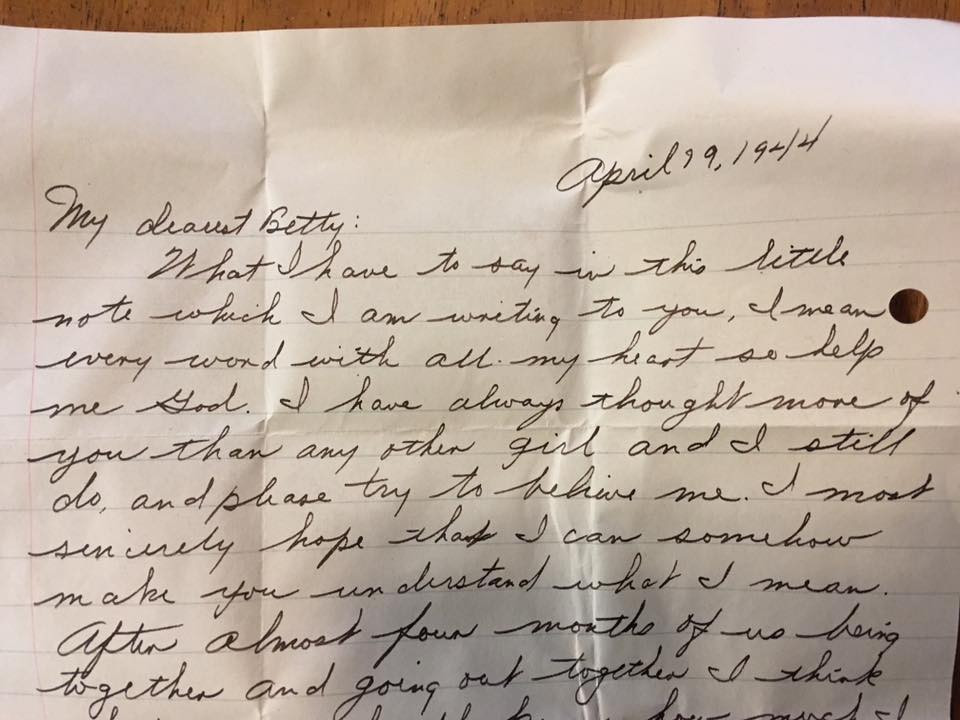 April 1944
My dearest Betty:
What I have to say in this little
note which I am writing to you, I mean
every word with all my heart so help
me God. I have always thought more of
you than any other girl and I still
do, and please try to believe me. I most
sincerely hope that I can somehow
make you understand what I mean.
After almost four months of us being
together and going out together I think
how much I